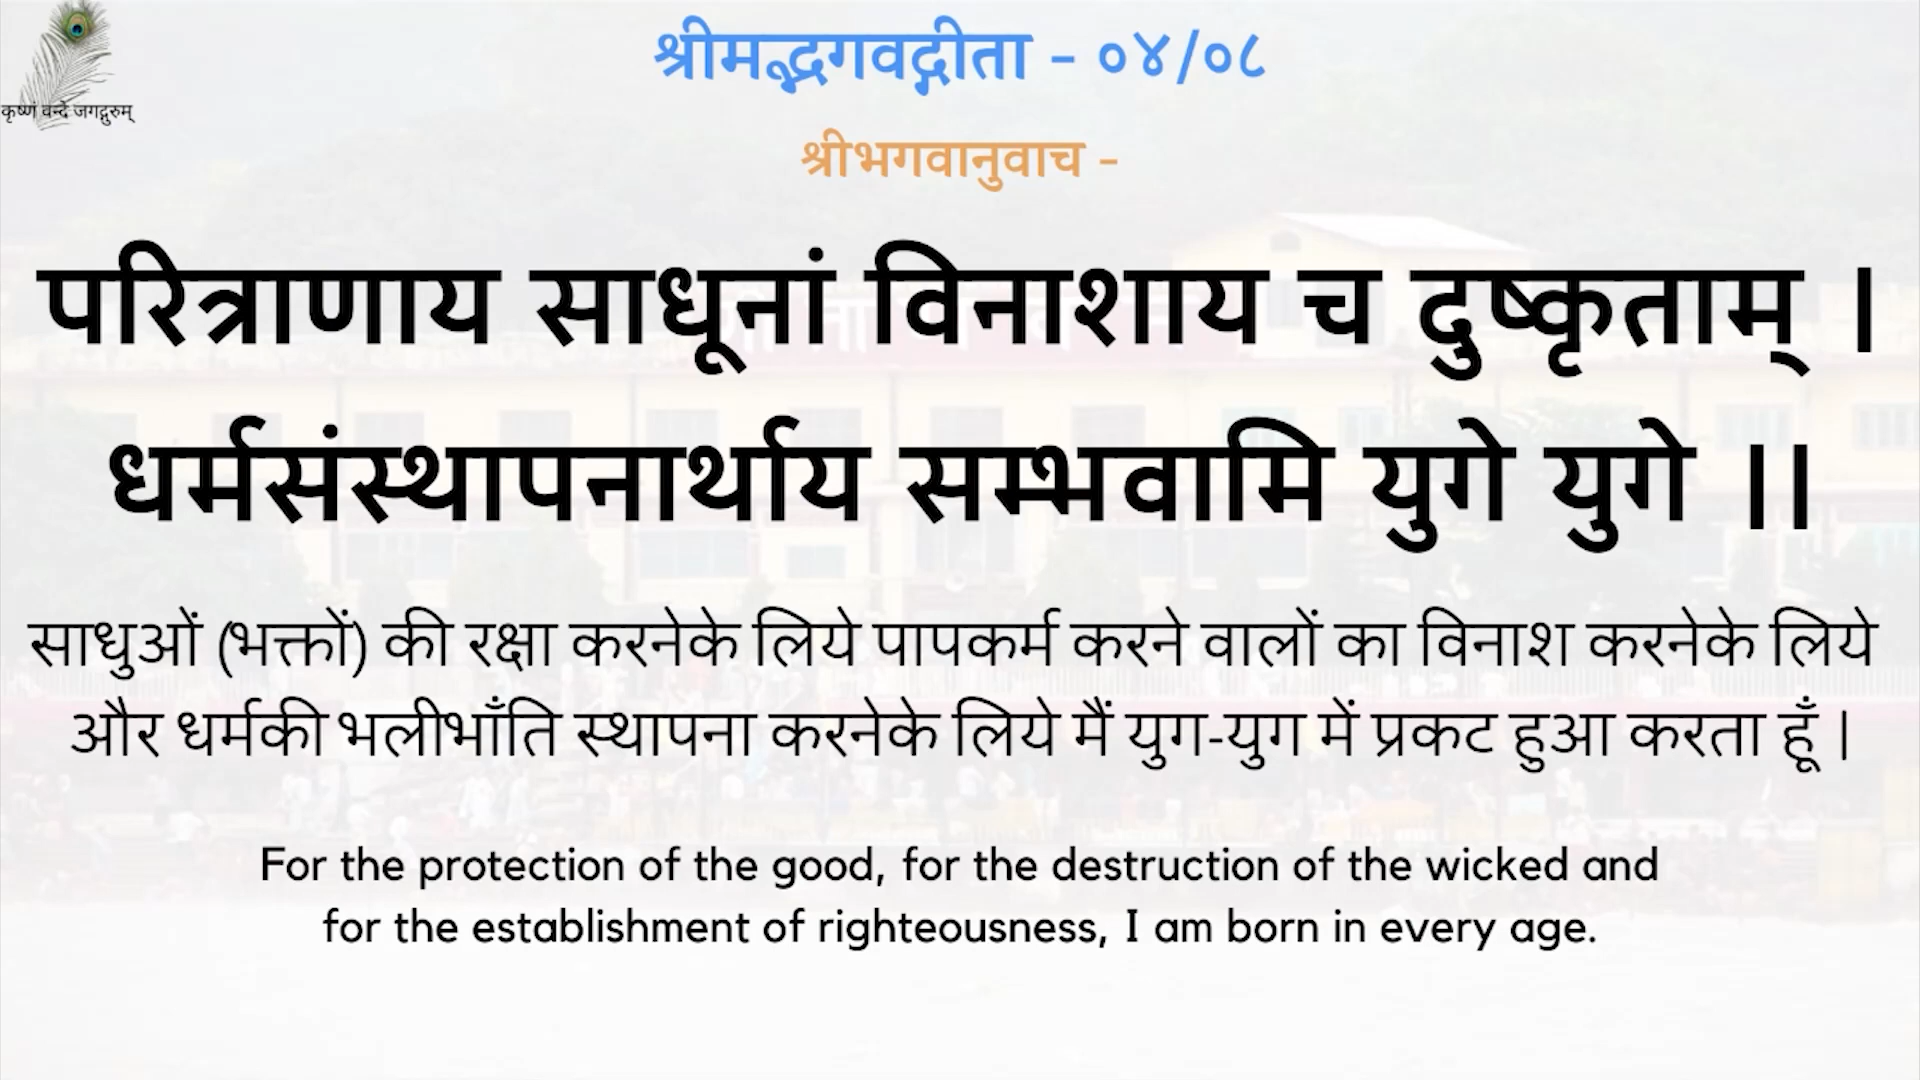 कृष्णं वन्दे जगद्गुरुम्
श्रीमद्भगवद्गीता - ०४/०८
श्रीभगवानुवाच -
परित्राणाय साधूनां विनाशाय च दुष्कृताम् ।
धर्मसंस्थापनार्थाय सम्भवामि युगे युगे ।।
साधुओं (भक्तों) की रक्षा करनेके लिये पापकर्म करने वालों का विनाश करनेके लिये
और धर्मकी भलीभाँति स्थापना करनेके लिये मैं युग-युग में प्रकट हुआ करता हूँ |
For the protection of the good, for the destruction of the wicked and
for the establishment of righteousness, I am born in every age.